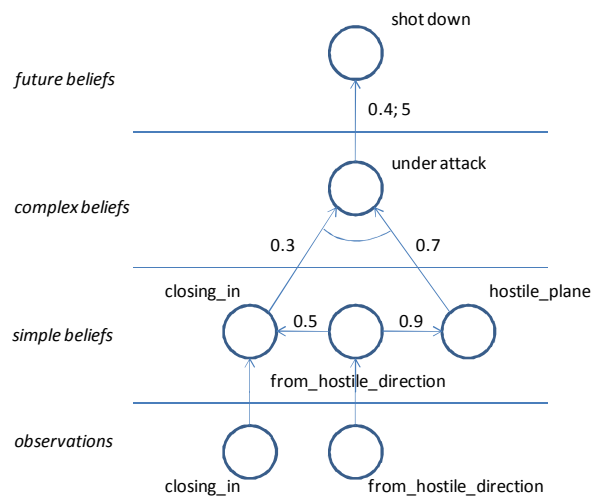 shot down
future beliefs
0.4; 5
under attack
complex beliefs
0.3
0.7
closing_in
hostile_plane
simple beliefs
0.5
0.9
from_hostile_direction
observations
closing_in
from_hostile_direction